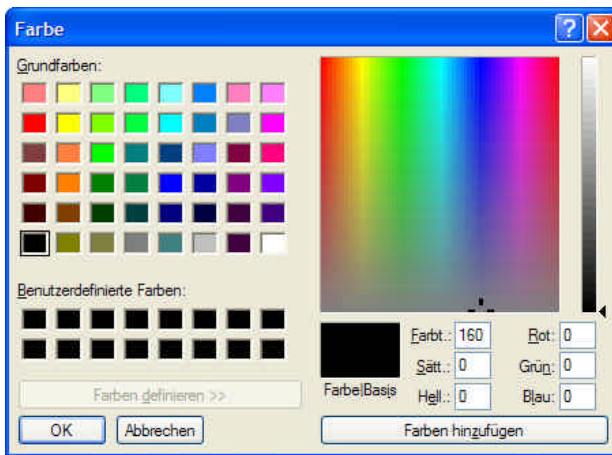 Farbe
Grundfarben:
Benutzerdefinierte Farben:
Farben definieren >>
OK Abbrechen
Farbt.: 160 Rot: 0
Sätt.: 0 Grün: 0
Farbe|Basis Hell.: 0 Blau: 0
Farben hinzufügen